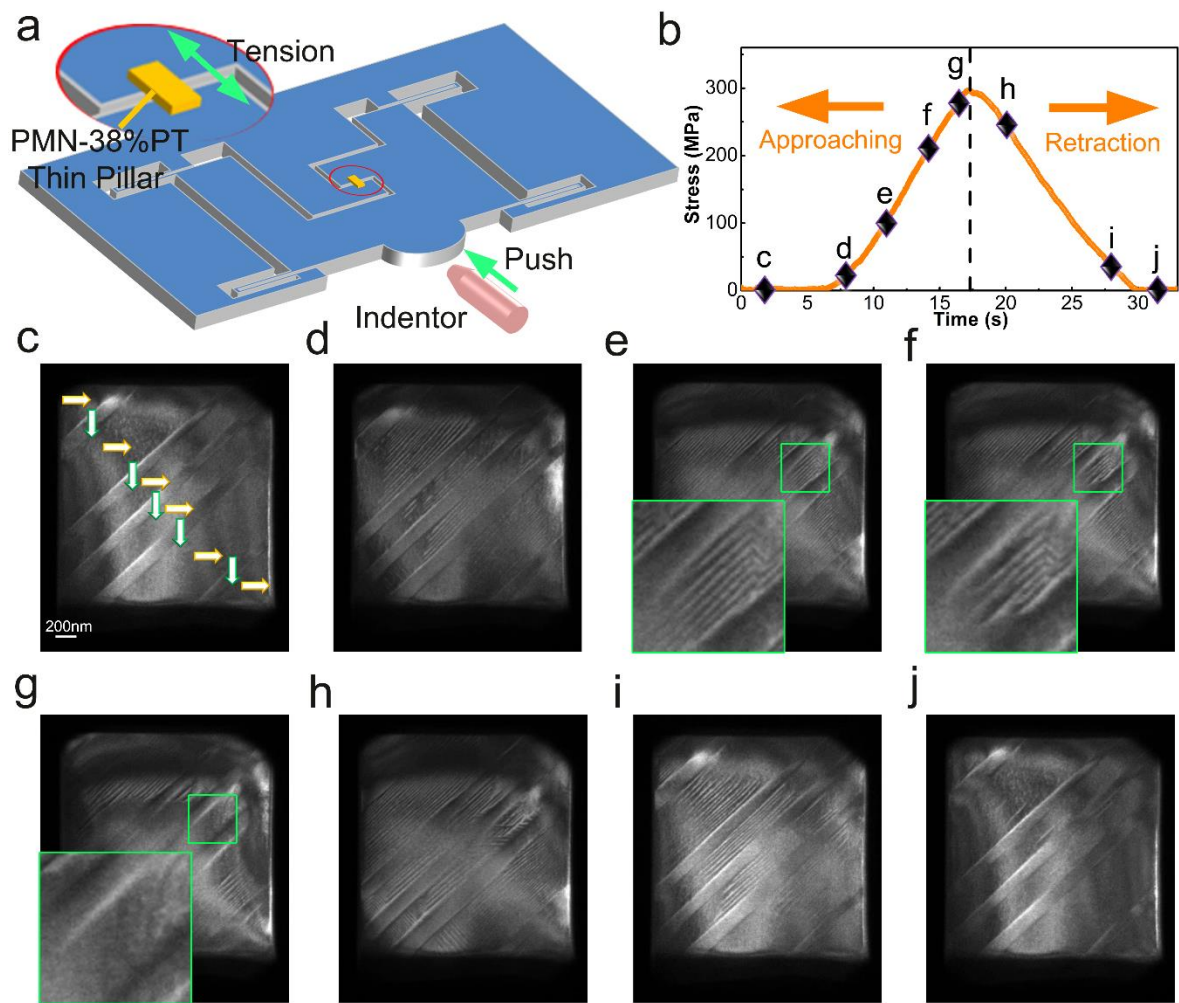 a
Tension
PMN-38%PT
Thin Pillar
Push
Indentor
b
Stress (MPa)
300
200
100
0
0
5
10
15
20
25
30
Time (s)
Approaching
Retraction
c
d
e
f
g
h
i
j
c
200nm
d
e
f
g
h
i
j